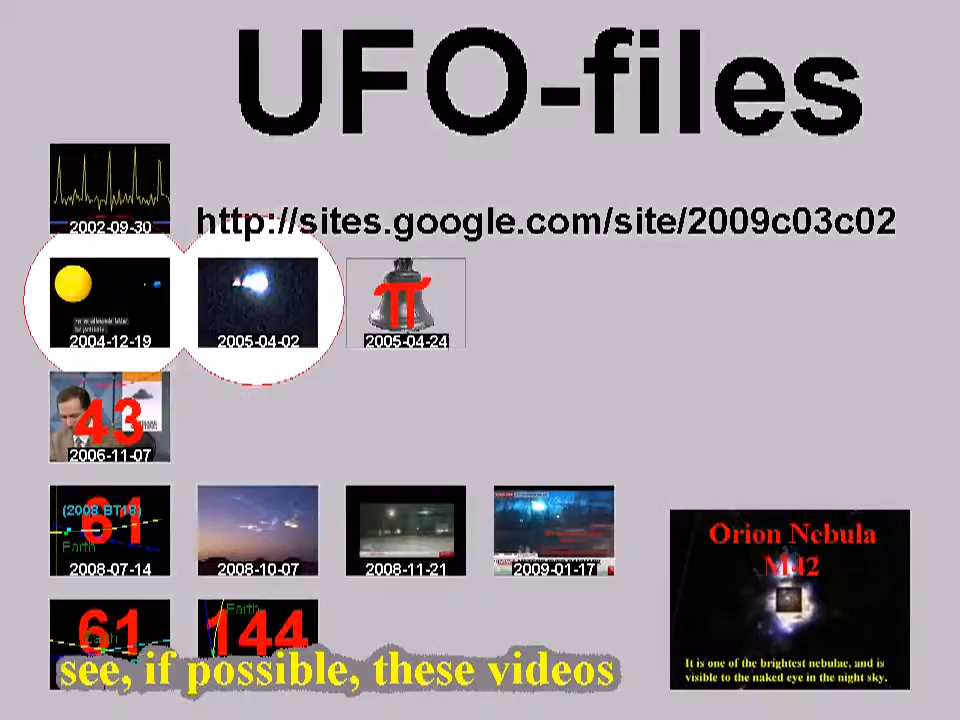 UFO-files
2002-09-30
http://sites.google.com/site/2009c03c02
2004-12-19
2005-04-02
π
2005-04-24
43
2006-11-07
61
(2008 BT18)
Earth
2008-07-14
2008-10-07
2008-11-21
2009-01-17
Orion Nebula
M42
It is one of the brightest nebulae, and is
visible to the naked eye in the night sky.
61
Earth
Earth
144
see, if possible, these videos